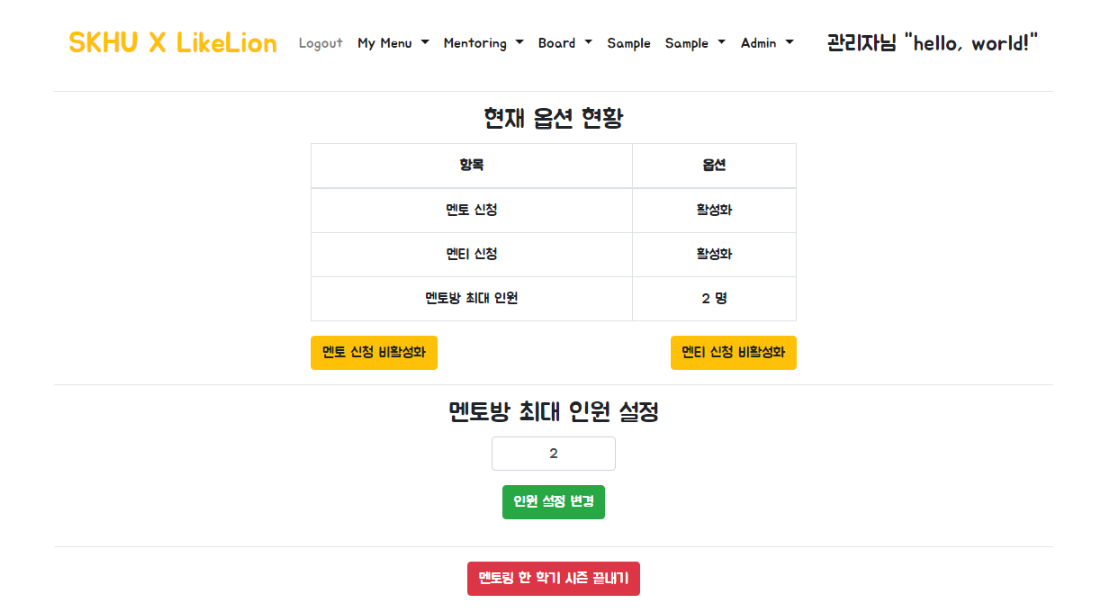 SKHU X LikeLion Logout My Menu Mentoring Board Sample Sample Admin 관리자님 "hello, world!"
현재 옵션 현황
항목 옵션
멘토 신청 활성화
멘티 신청 활성화
멘토방 최대 인원 2 명
멘토 신청 비활성화 멘티 신청 비활성화
멘토방 최대 인원 설정
2
인원 설정 변경
멘토링 한 학기 시즌 끝내기